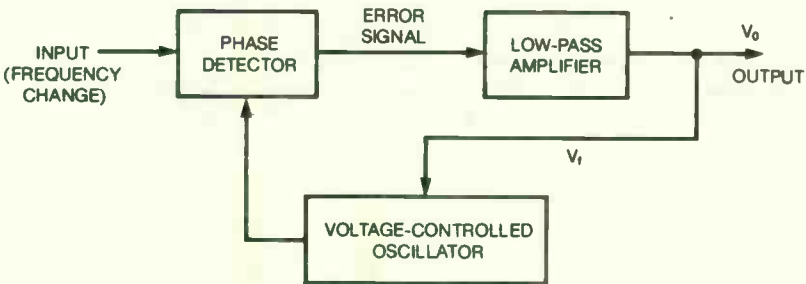 INPUT
(FREQUENCY
CHANGE)
PHASE
DETECTOR
ERROR
SIGNAL
LOW-PASS
AMPLIFIER
V₀
OUTPUT
Vf
VOLTAGE-CONTROLLED
OSCILLATOR